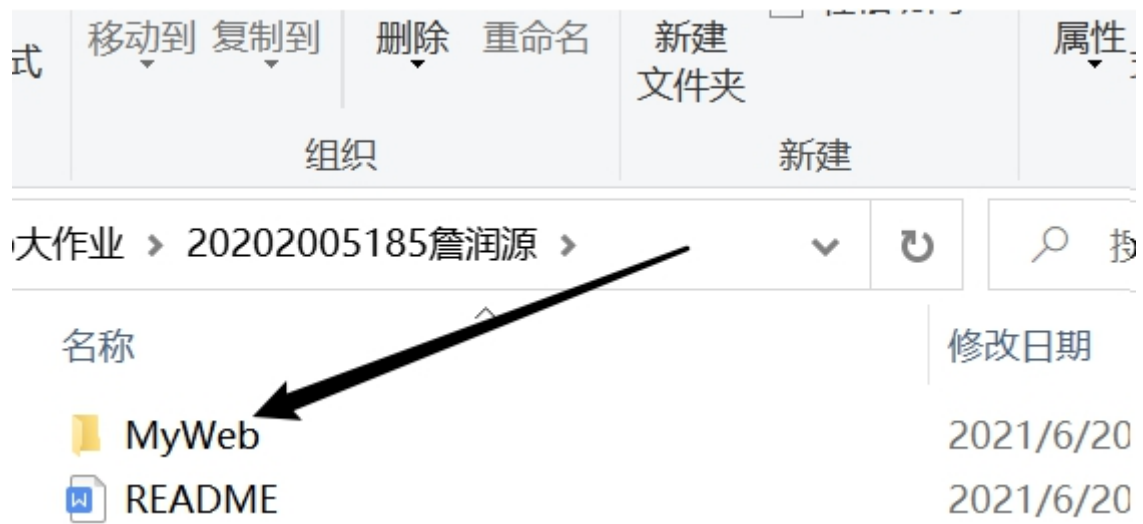 式
移动到 复制到 删除 重命名 新建
文件夹 属性
组织 新建
大作业 > 20202005185詹润源 >
名称 修改日期
MyWeb 2021/6/20
README 2021/6/20